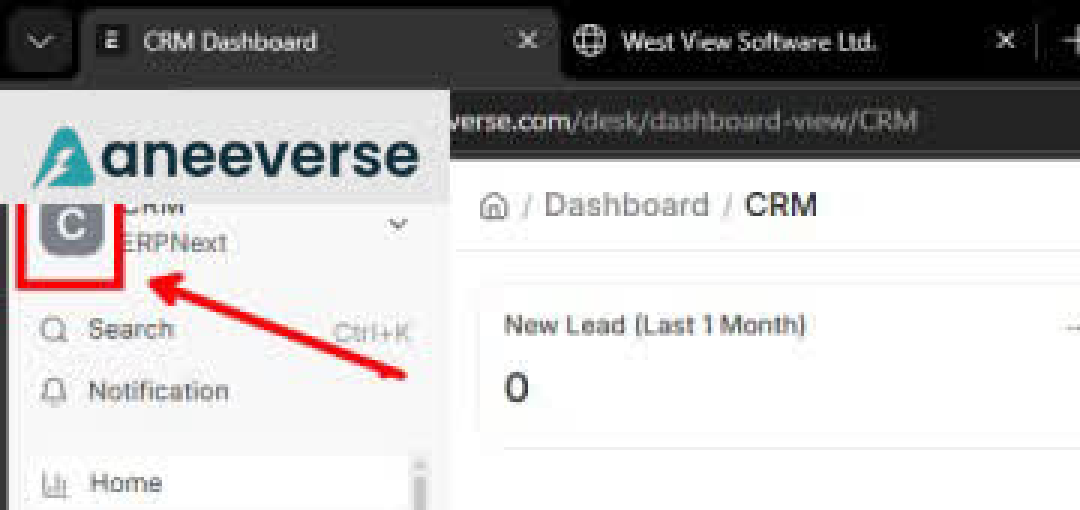 E CRM Dashboard
West View Software Ltd.
verse.com/desk/dashboard-view/CRM
aneeverse
/ Dashboard / CRM
C
CRM
ERPNext
Search Ctrl+K
Notification
Home
New Lead (Last 1 Month)
0